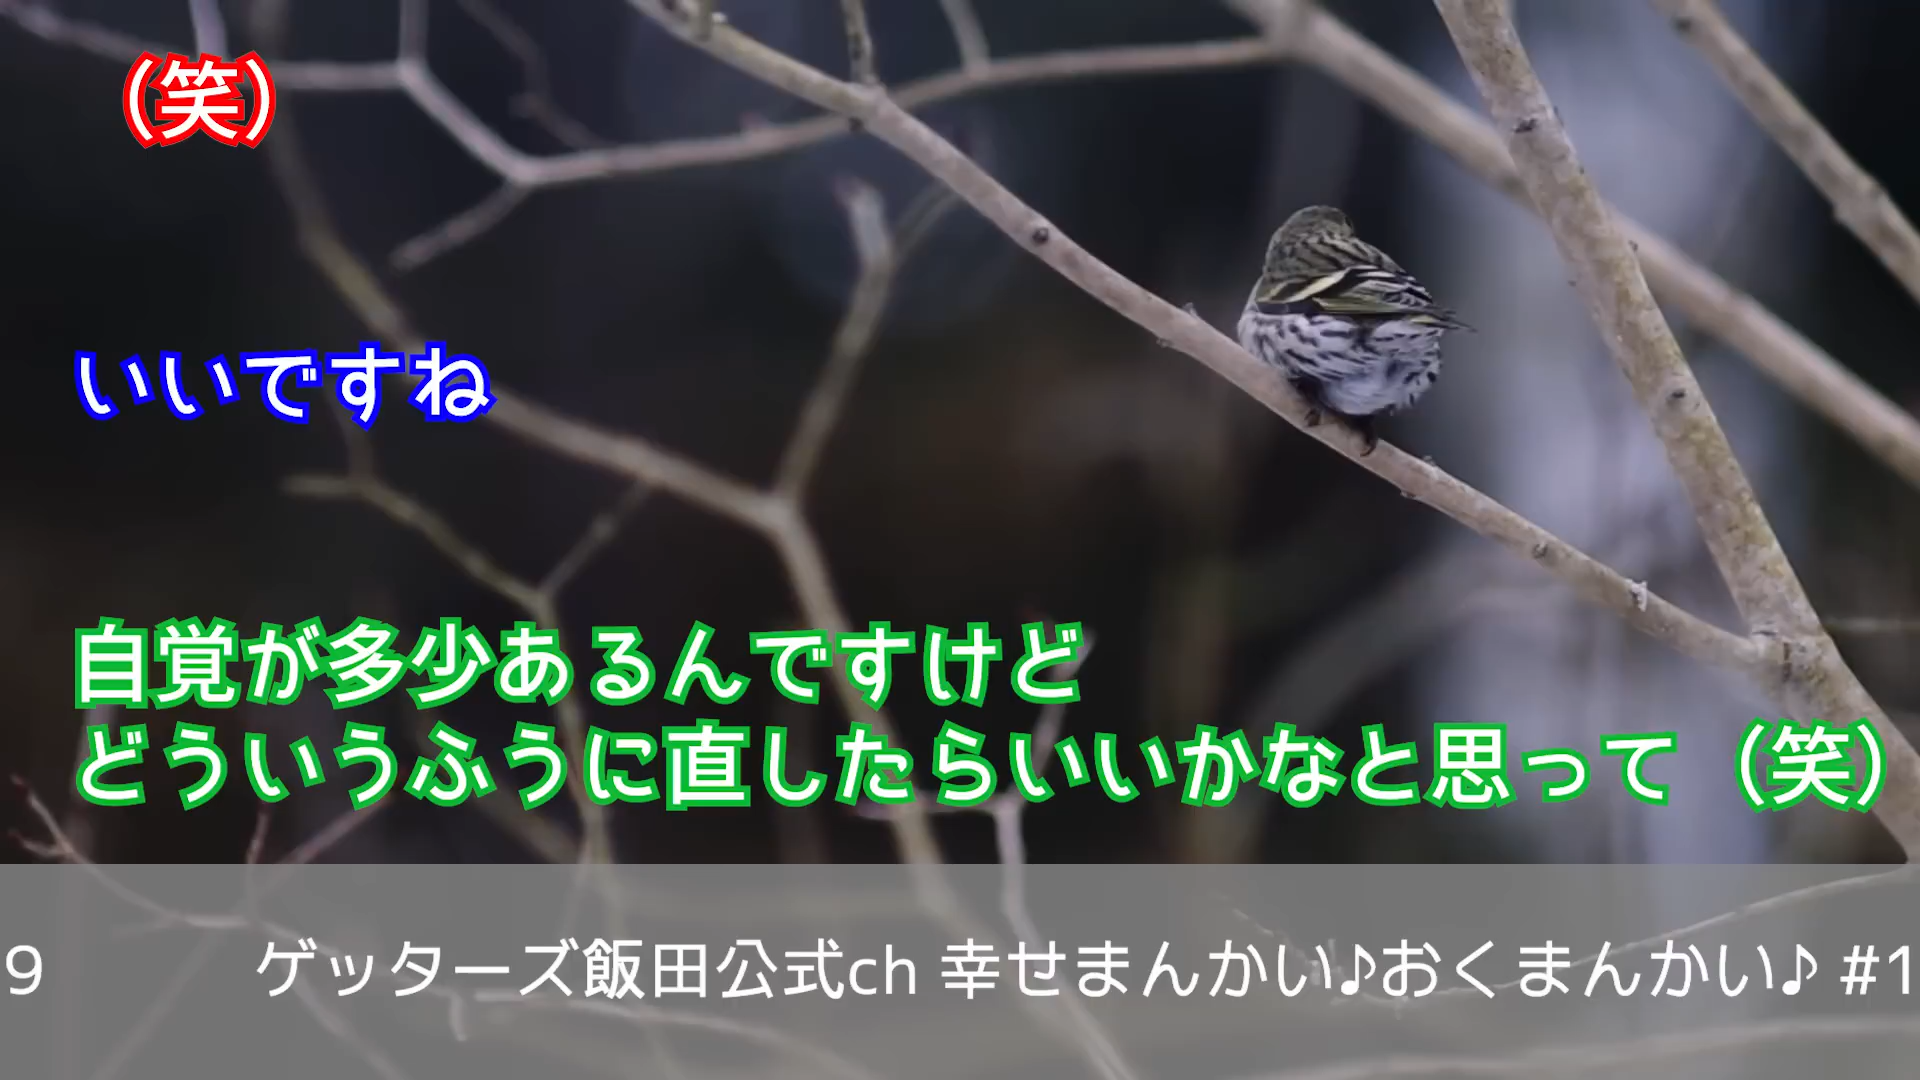 (笑)
いいですね
自覚が多少あるんですけど
どういうふうに直したらいいかなと思って（笑）
9 ゲッターズ飯田公式ch 幸せまんかい♪おくまんかい♪ #1